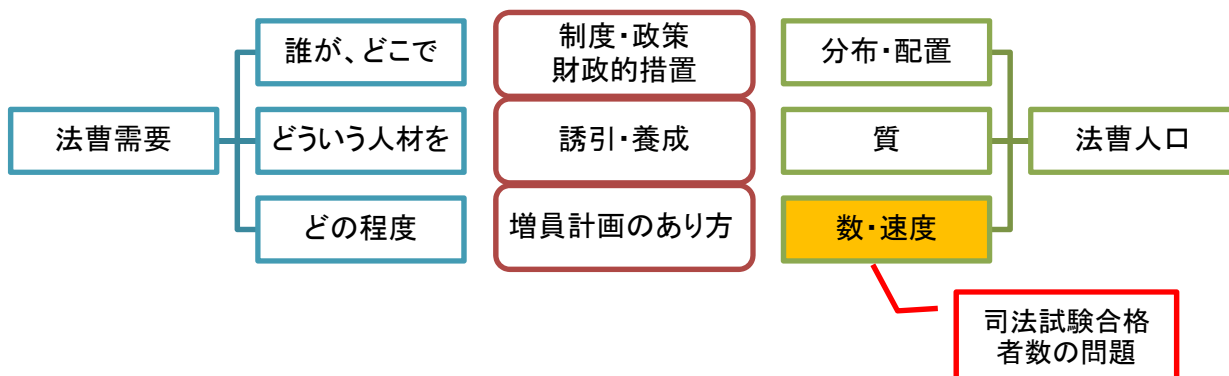 誰が、どこで
制度・政策
財政的措置
分布・配置
法曹需要
どういう人材を
誘引・養成
質
法曹人口
どの程度
増員計画のあり方
数・速度
司法試験合格
者数の問題